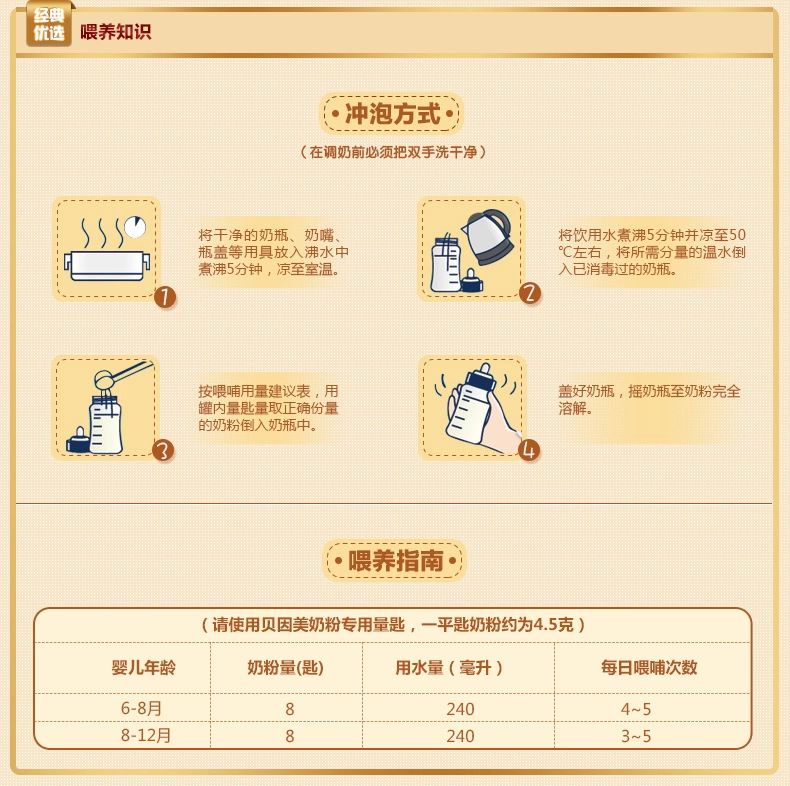 经典
优选
喂养知识
•冲泡方式•
（在调奶前必须把双手洗干净）
将干净的奶瓶、奶嘴、
瓶盖等用具放入沸水中
煮沸5分钟，凉至室温。
1
将饮用水煮沸5分钟并凉至50
℃左右，将所需分量的温水倒
入已消毒过的奶瓶。
2
按喂哺用量建议表，用
罐内量匙量取正确份量
的奶粉倒入奶瓶中。
3
盖好奶瓶，摇奶瓶至奶粉完全
溶解。
4
•喂养指南•
（请使用贝因美奶粉专用量匙，一平匙奶粉约为4.5克）
婴儿年龄 奶粉量(匙) 用水量（毫升） 每日喂哺次数
6-8月 8 240 4~5
8-12月 8 240 3~5